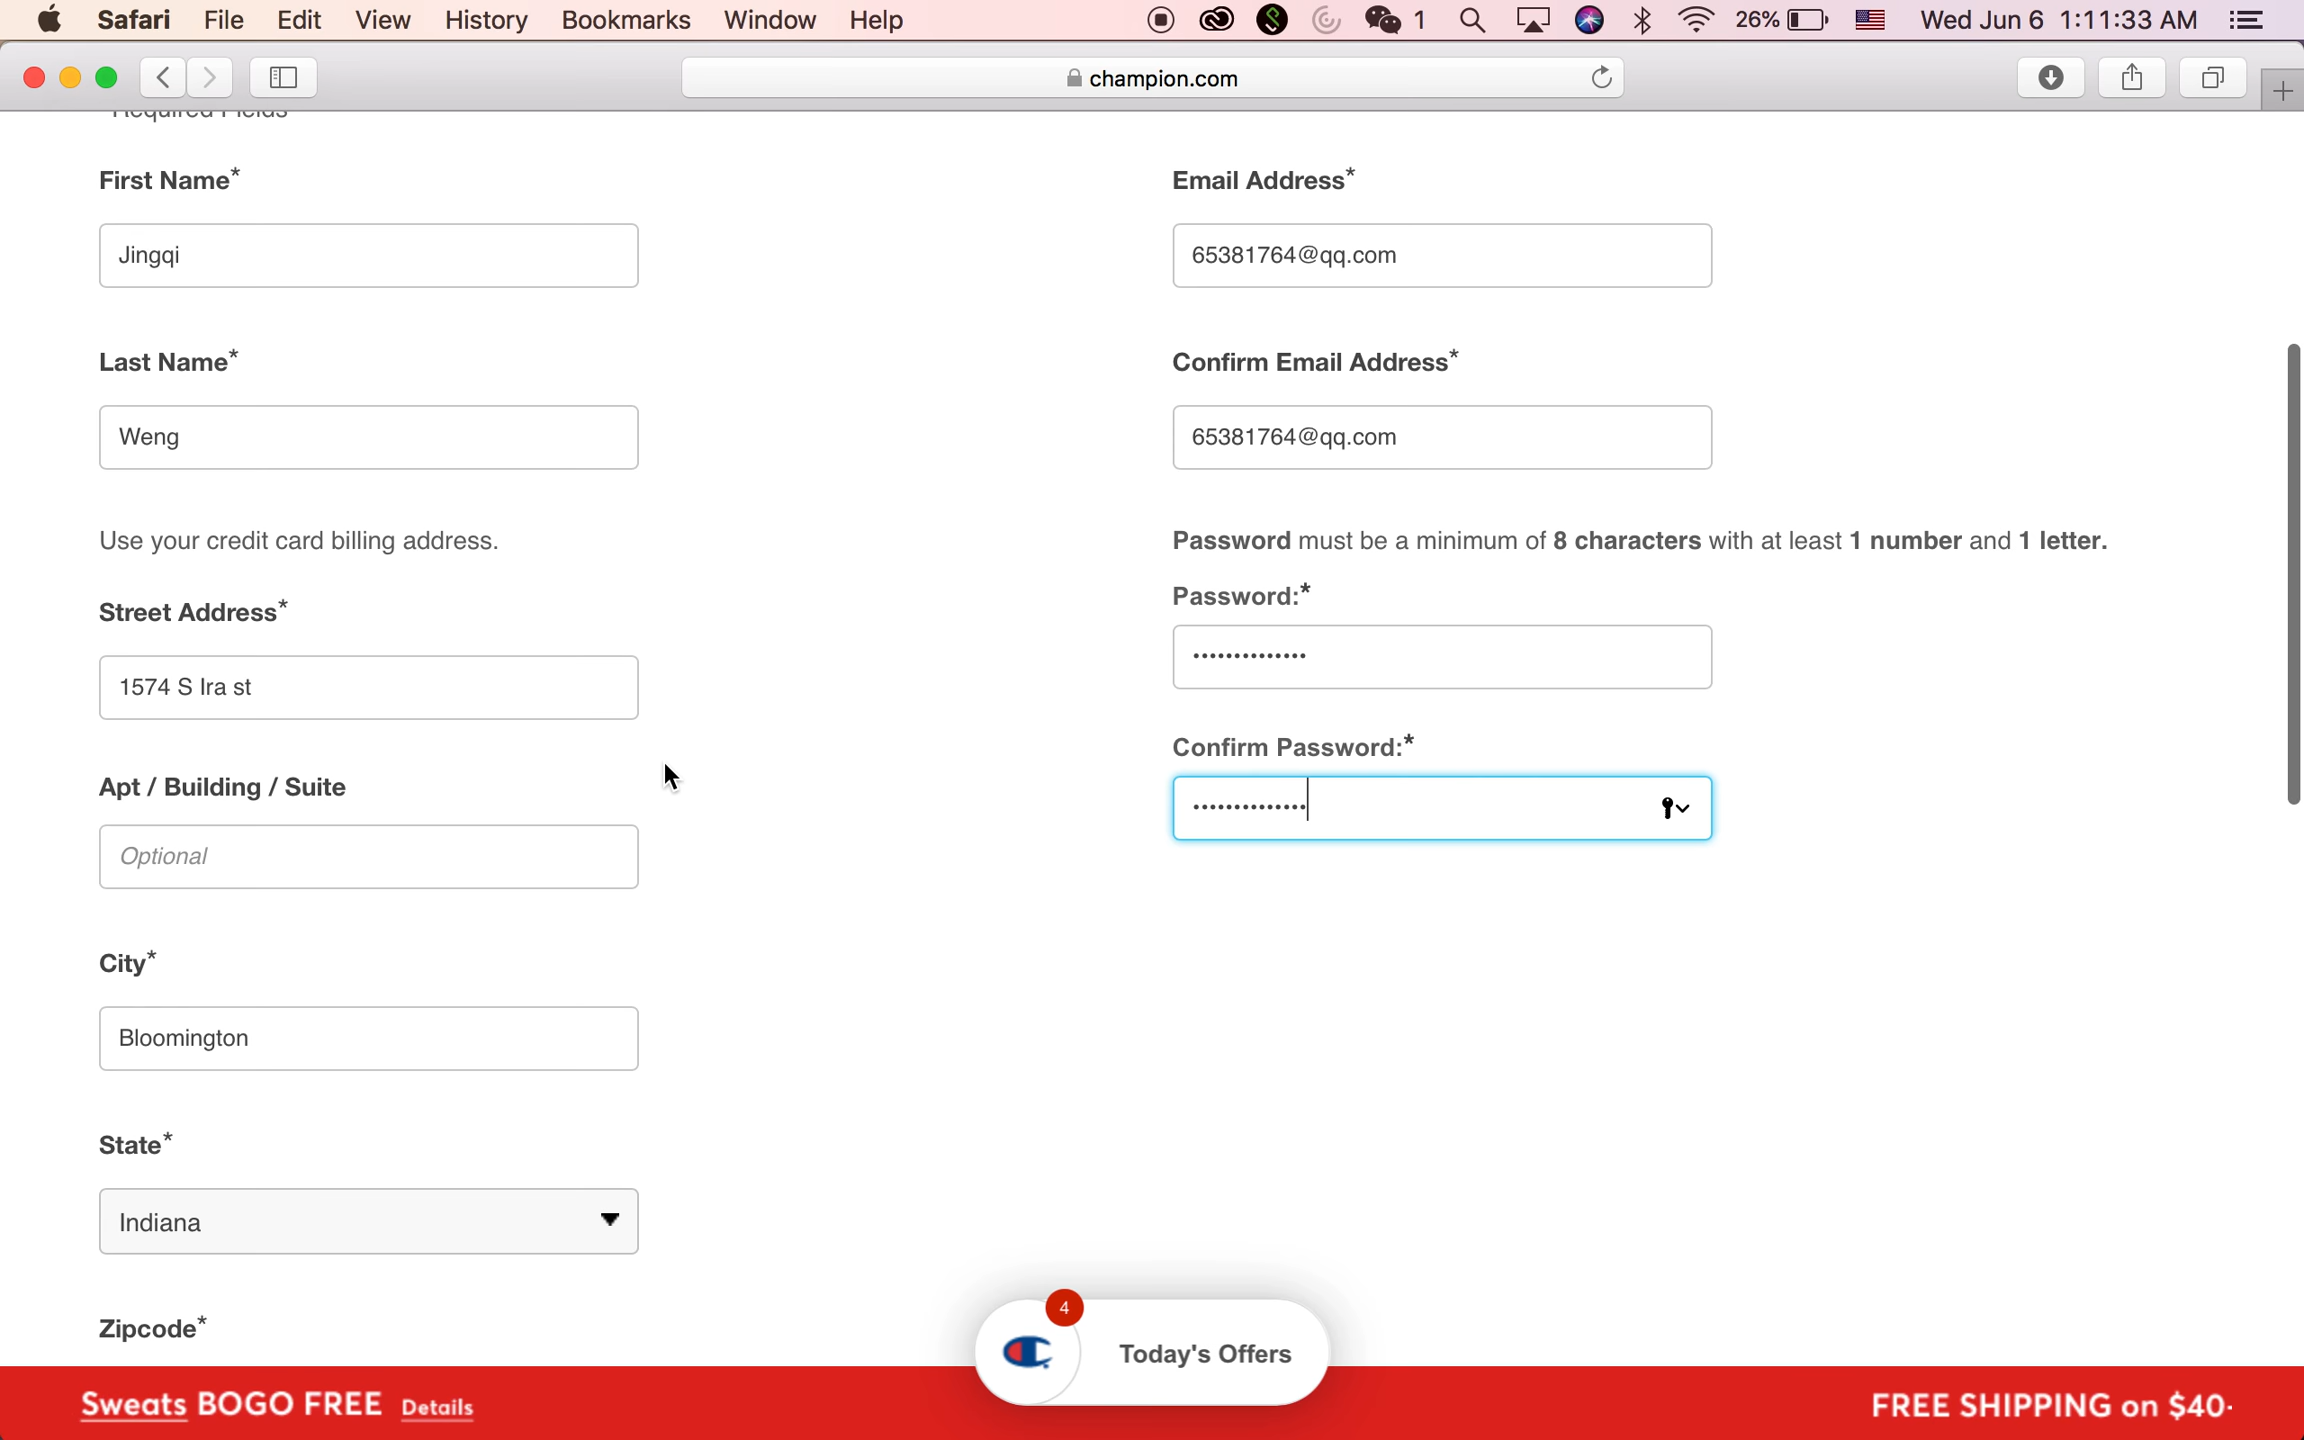 Safari File Edit View History Bookmarks Window Help 1 26% Wed Jun 6 1:11:33 AM
champion.com
Required Fields
First Name*
Jingqi
Last Name*
Weng
Use your credit card billing address.
Street Address*
1574 S Ira st
Apt / Building / Suite
Optional
City*
Bloomington
State*
Indiana
Zipcode*
Email Address*
65381764@qq.com
Confirm Email Address*
65381764@qq.com
Password must be a minimum of 8 characters with at least 1 number and 1 letter.
Password:*
••••••••••••••
Confirm Password:*
••••••••••••••
4
Today's Offers
Sweats BOGO FREE Details
FREE SHIPPING on $40